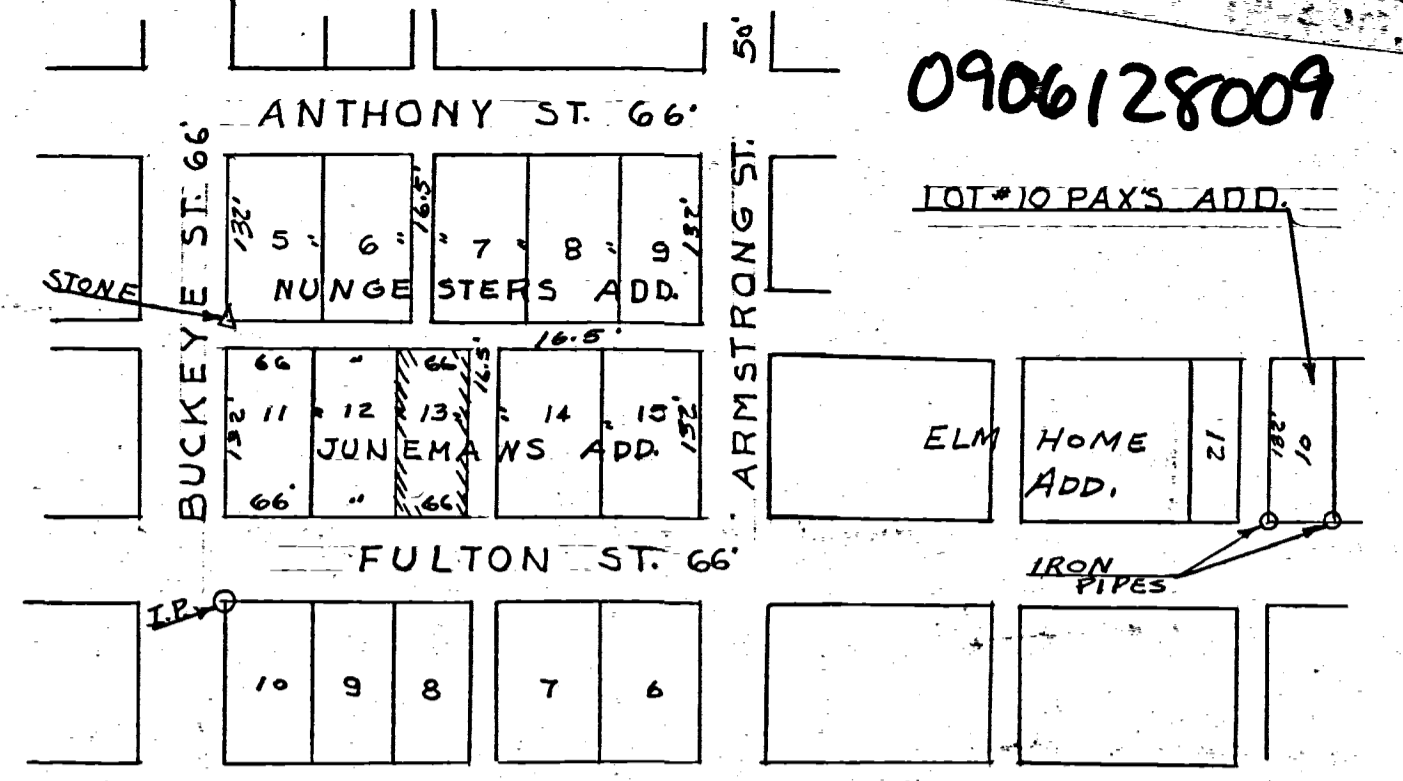 50'
0906128009
ANTHONY ST. 66'
BUCKEYE ST. 66'
ARMSTRONG ST.
LOT #10 PAX'S ADD.
132' 5 " 6 " 16.5' " 7 " 8 " 9 132'
STONE
NUNGESTERS ADD.
16.5'
66 " 66' 16.5'
132' 11 " 12 13 " " 14 " 15 132'
JUNEMANS ADD.
66' " 66'
ELM HOME
ADD.
12
182' 10
FULTON ST. 66'
IRON
PIPES
I.P.
10 9 8 7 6